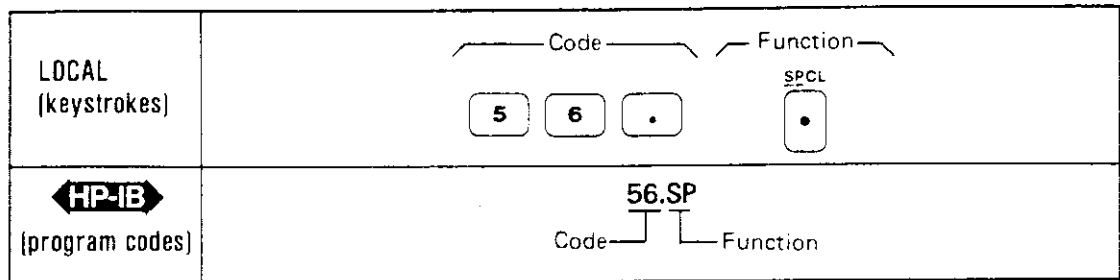 LOCAL
(keystrokes)
Code Function
SPCL
5 6 .
HP-IB
(program codes)
56.SP
Code Function